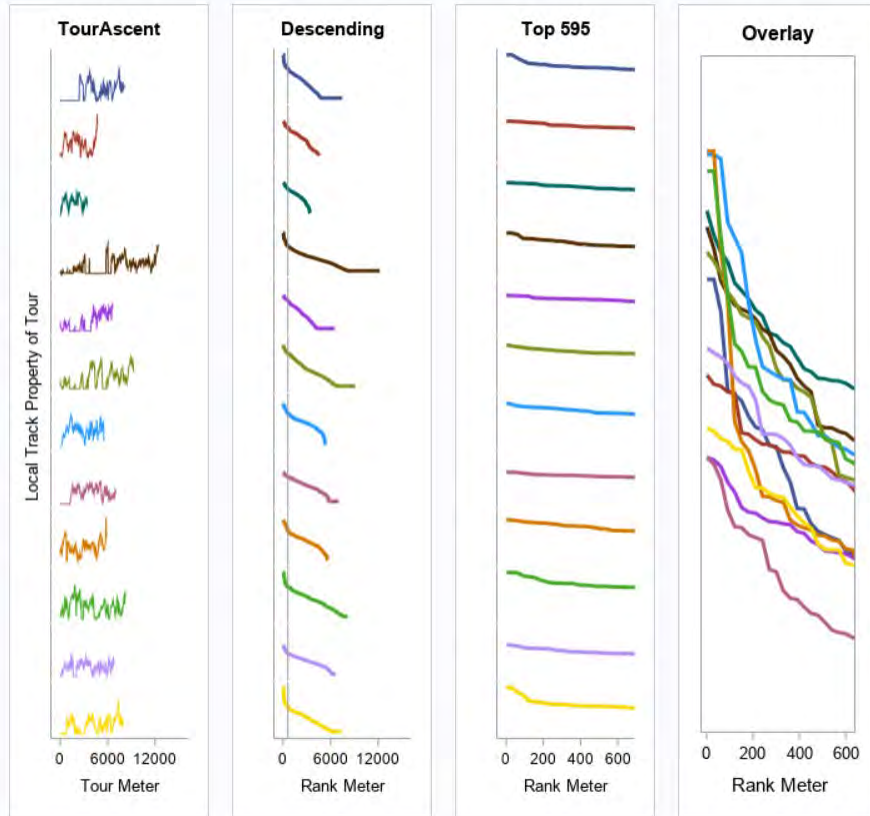 TourAscent
Descending
Top 595
Overlay
Local Track Property of Tour
0 6000 12000
0 6000 12000
0 200 400 600
0 200 400 600
Tour Meter
Rank Meter
Rank Meter
Rank Meter